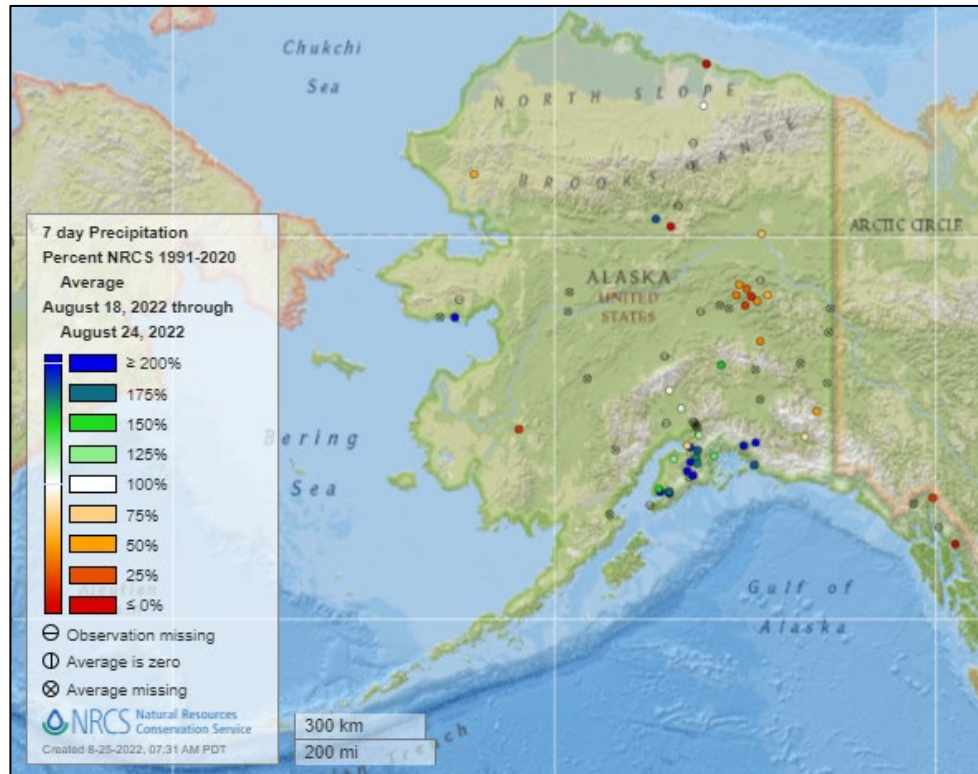 Chukchi
Sea
NORTH SLOPE
BROOKS RANGE
ARCTIC CIRCLE
ALASKA
UNITED
STATES
Bering
Sea
Gulf of
Alaska
7 day Precipitation
Percent NRCS 1991-2020
Average
August 18, 2022 through
August 24, 2022
≥ 200%
175%
150%
125%
100%
75%
50%
25%
≤ 0%
Observation missing
Average is zero
Average missing
NRCS Natural Resources
Conservation Service
Created 8-25-2022, 07:31 AM PDT
300 km
200 mi
Trench